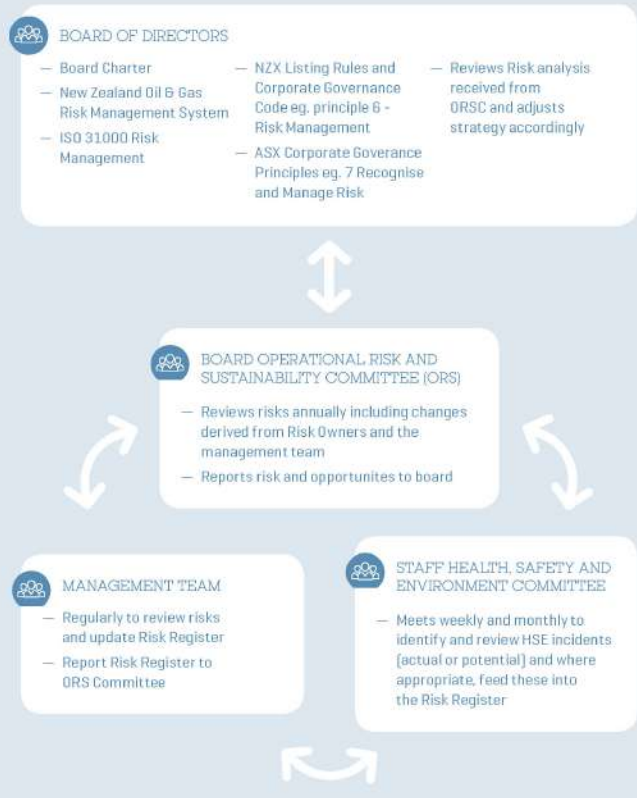 BOARD OF DIRECTORS
— Board Charter
— New Zealand Oil & Gas
Risk Management System
— ISO 31000 Risk
Management
— NZX Listing Rules and
Corporate Governance
Code eg. principle 6 -
Risk Management
— ASX Corporate Goverance
Principles eg. 7 Recognise
and Manage Risk
— Reviews Risk analysis
received from
ORSC and adjusts
strategy accordingly
BOARD OPERATIONAL RISK AND
SUSTAINABILITY COMMITTEE (ORS)
— Reviews risks annually including changes
derived from Risk Owners and the
management team
— Reports risk and opportunites to board
MANAGEMENT TEAM
— Regularly to review risks
and update Risk Register
— Report Risk Register to
ORS Committee
STAFF HEALTH, SAFETY AND
ENVIRONMENT COMMITTEE
— Meets weekly and monthly to
identify and review HSE incidents
(actual or potential) and where
appropriate, feed these into
the Risk Register